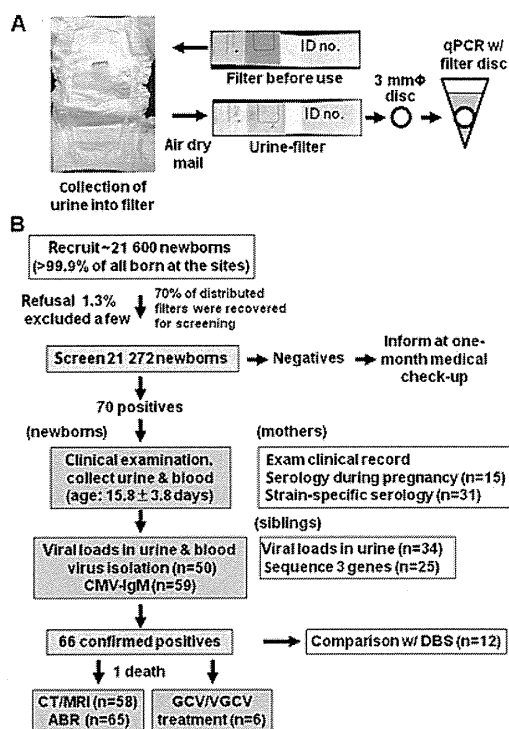 A
ID no.
Filter before use
qPCR w/
filter disc
3 mmΦ
disc
ID no.
Air dry
mail
Urine-filter
Collection of
urine into filter
B
Recruit ~21 600 newborns
(>99.9% of all born at the sites)
Refusal 1.3%
excluded a few
70% of distributed
filters were recovered
for screening
Screen 21 272 newborns
Negatives
Inform at one-
month medical
check-up
70 positives
(newborns)
(mothers)
Clinical examination,
collect urine & blood
(age: 15.8 ± 3.8 days)
Exam clinical record
Serology during pregnancy (n=15)
Strain-specific serology (n=31)
(siblings)
Viral loads in urine & blood
virus isolation (n=50)
CMV-IgM (n=59)
Viral loads in urine (n=34)
Sequence 3 genes (n=25)
66 confirmed positives
Comparison w/ DBS (n=12)
1 death
CT/MRI (n=58)
ABR (n=65)
GCV/VGCV
treatment (n=6)